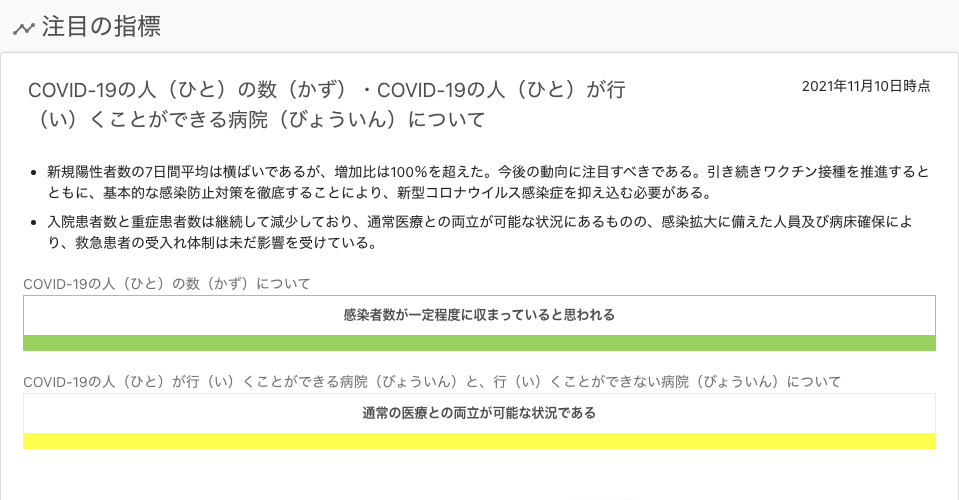 注目の指標
COVID-19の人（ひと）の数（かず）・COVID-19の人（ひと）が行
（い）くことができる病院（びょういん）について
2021年11月10日時点
新規陽性者数の7日間平均は横ばいであるが、増加比は100％を超えた。今後の動向に注目すべきである。引き続きワクチン接種を推進すると
ともに、基本的な感染防止対策を徹底することにより、新型コロナウイルス感染症を抑え込む必要がある。
入院患者数と重症患者数は継続して減少しており、通常医療との両立が可能な状況にあるものの、感染拡大に備えた人員及び病床確保によ
り、救急患者の受入れ体制は未だ影響を受けている。
COVID-19の人（ひと）の数（かず）について
感染者数が一定程度に収まっていると思われる
COVID-19の人（ひと）が行（い）くことができる病院（びょういん）と、行（い）くことができない病院（びょういん）について
通常の医療との両立が可能な状況である